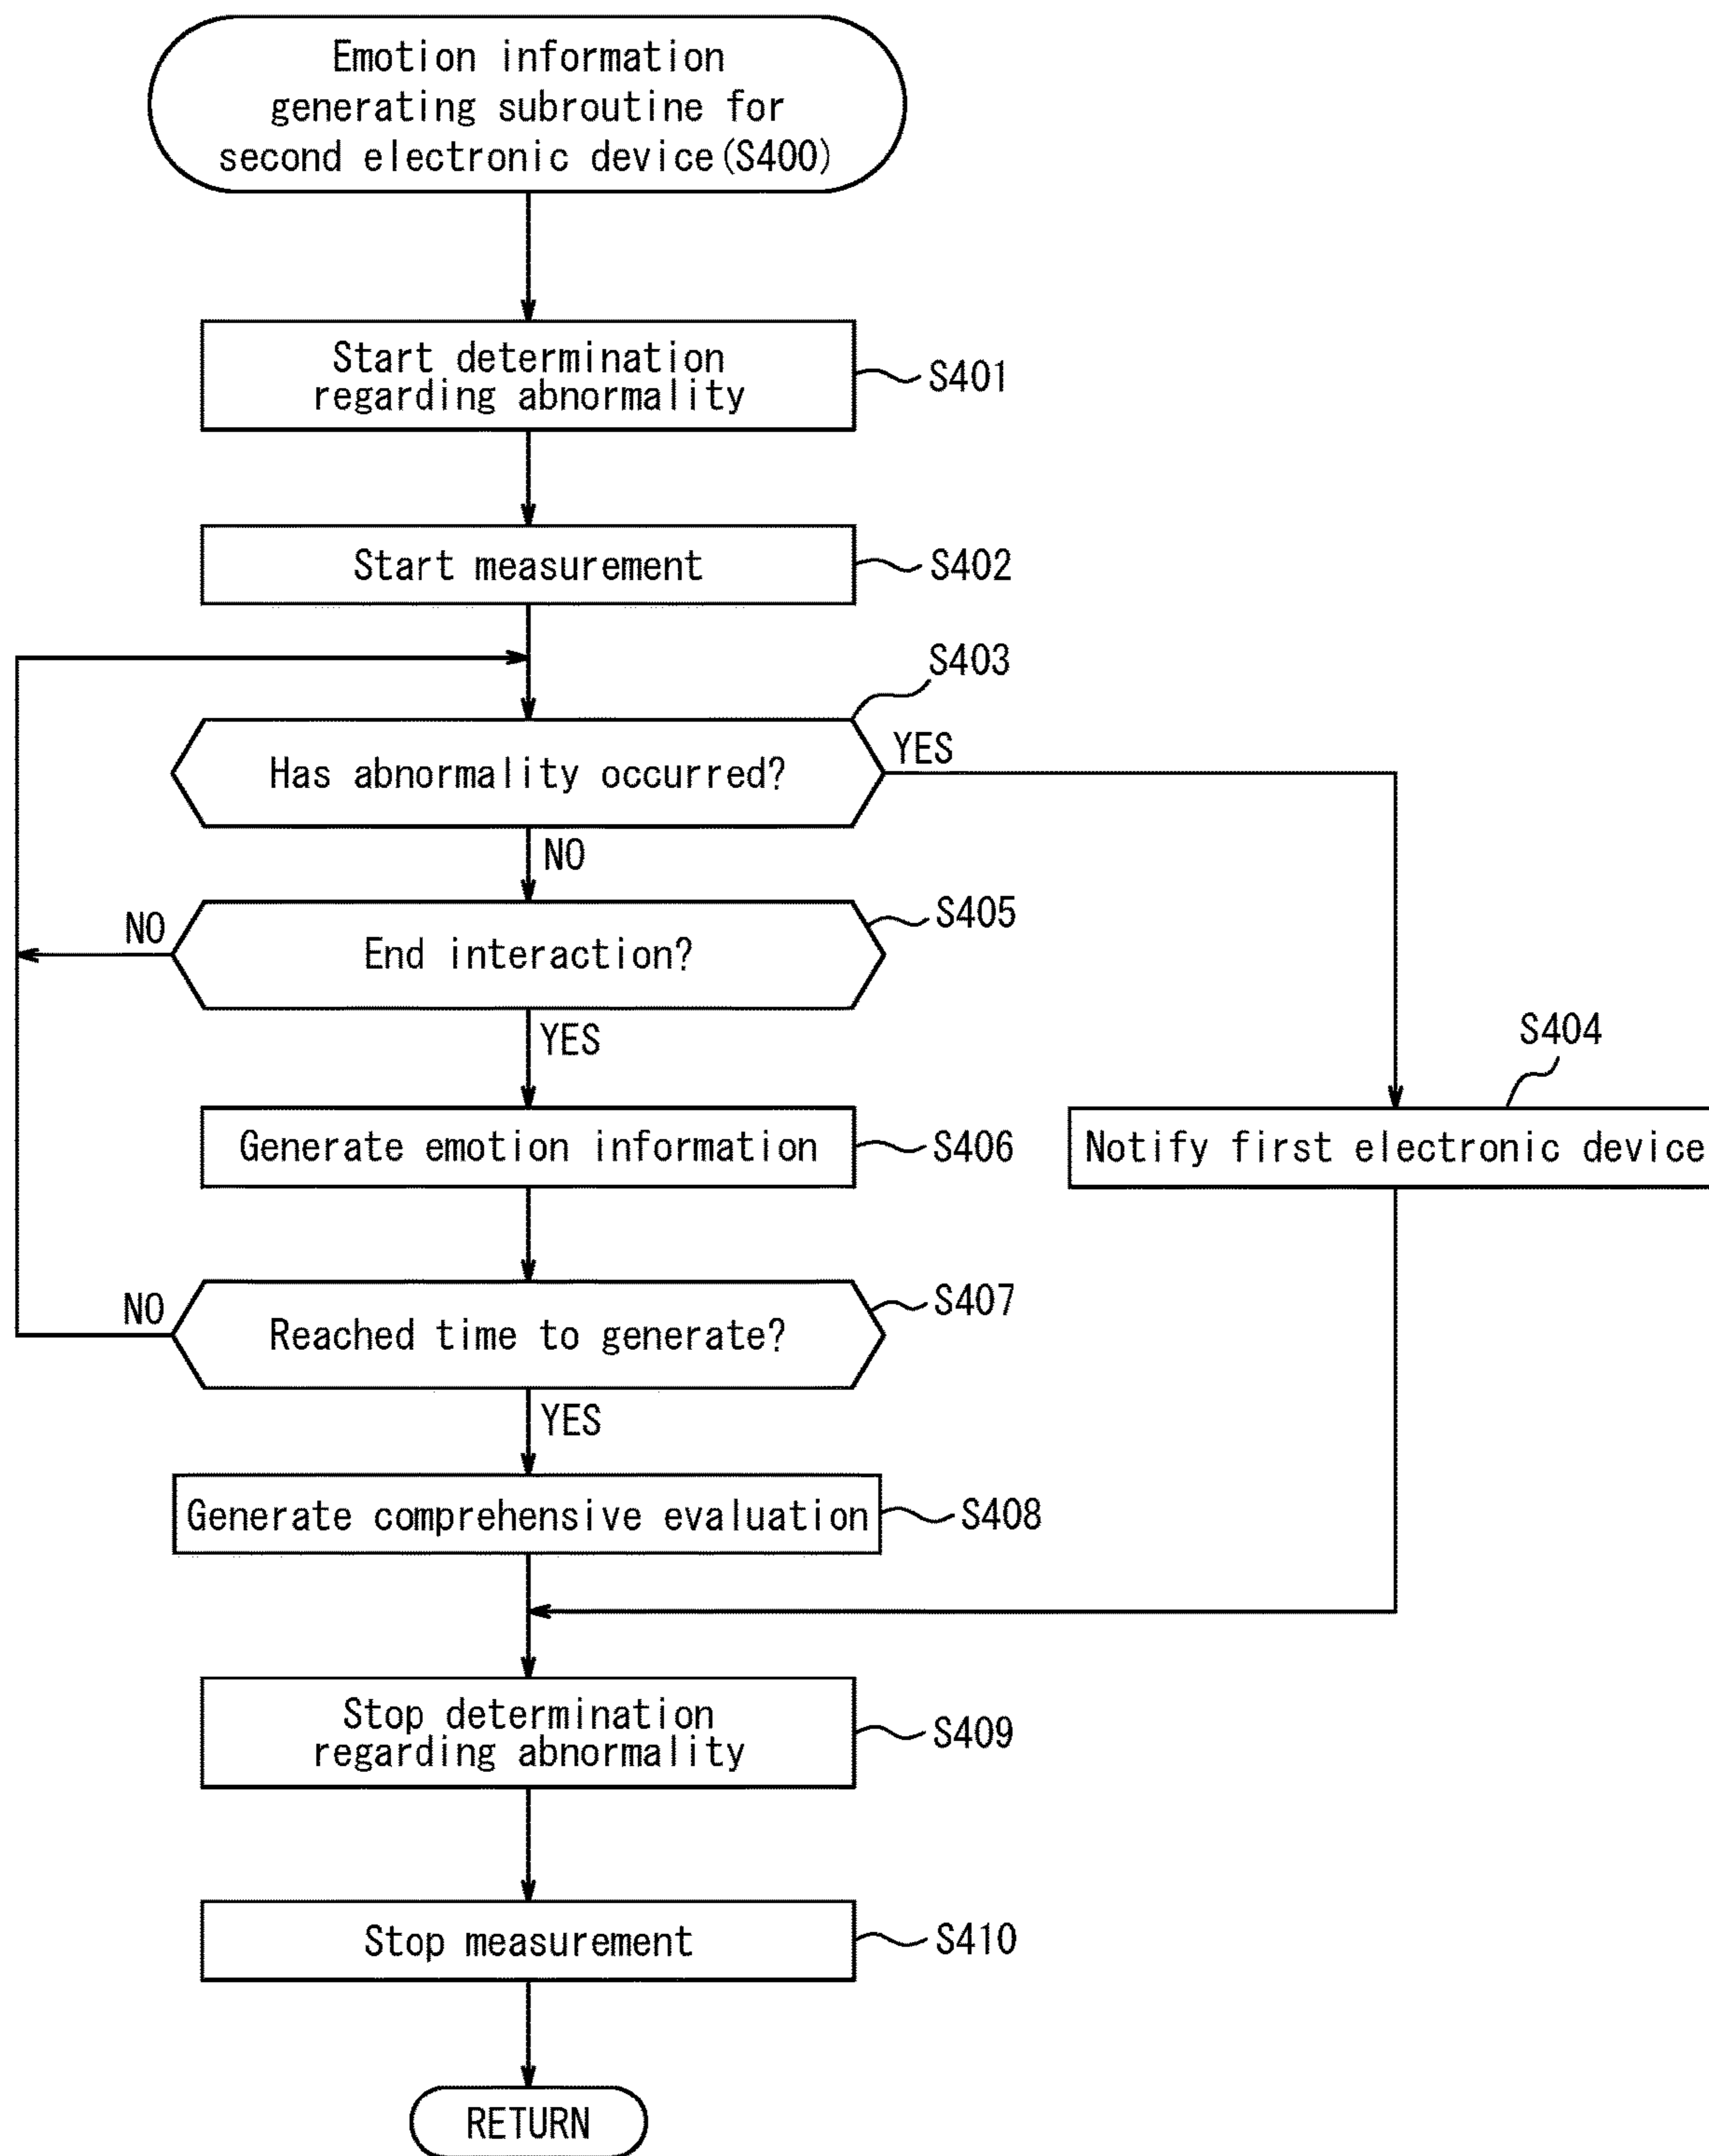 Emotion information
generating subroutine for
second electronic device(S400)
Start determination
regarding abnormality
S401
Start measurement
S402
S403
Has abnormality occurred?
YES
NO
NO
End interaction?
S405
YES
S404
Generate emotion information
S406
Notify first electronic device
NO
Reached time to generate?
S407
YES
Generate comprehensive evaluation
S408
Stop determination
regarding abnormality
S409
Stop measurement
S410
RETURN